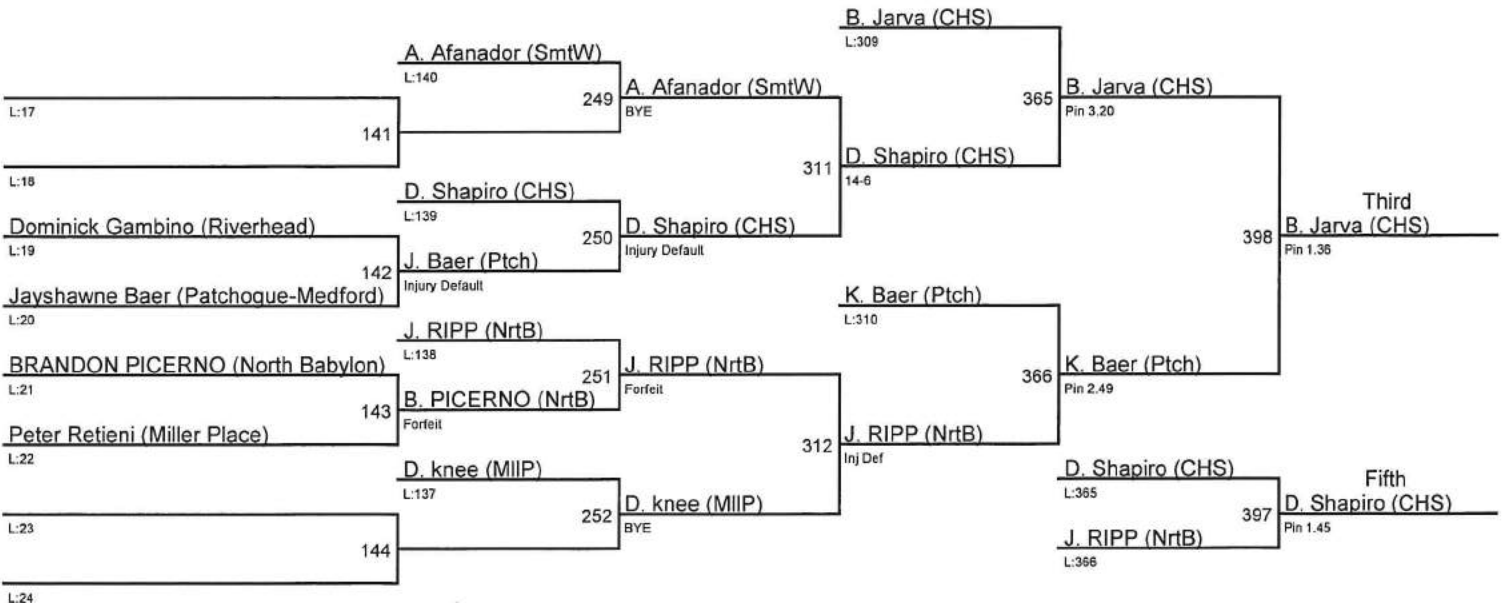 B. Jarva (CHS)
L:309
A. Afanador (SmtW)
L:140
A. Afanador (SmtW)
249
BYE
365
B. Jarva (CHS)
Pin 3.20
L:17
141
L:18
311
D. Shapiro (CHS)
14-6
D. Shapiro (CHS)
L:139
Dominick Gambino (Riverhead)
L:19
250
D. Shapiro (CHS)
Injury Default
Third
398
B. Jarva (CHS)
Pin 1.36
142
J. Baer (Ptch)
Injury Default
Jayshawne Baer (Patchogue-Medford)
L:20
K. Baer (Ptch)
L:310
J. RIPP (NrtB)
L:138
BRANDON PICERNO (North Babylon)
L:21
251
J. RIPP (NrtB)
Forfeit
366
K. Baer (Ptch)
Pin 2.49
143
B. PICERNO (NrtB)
Forfeit
Peter Retieni (Miller Place)
L:22
312
J. RIPP (NrtB)
Inj Def
D. knee (MllP)
L:137
D. Shapiro (CHS)
L:365
Fifth
L:23
252
D. knee (MllP)
BYE
397
D. Shapiro (CHS)
Pin 1.45
144
J. RIPP (NrtB)
L:366
L:24